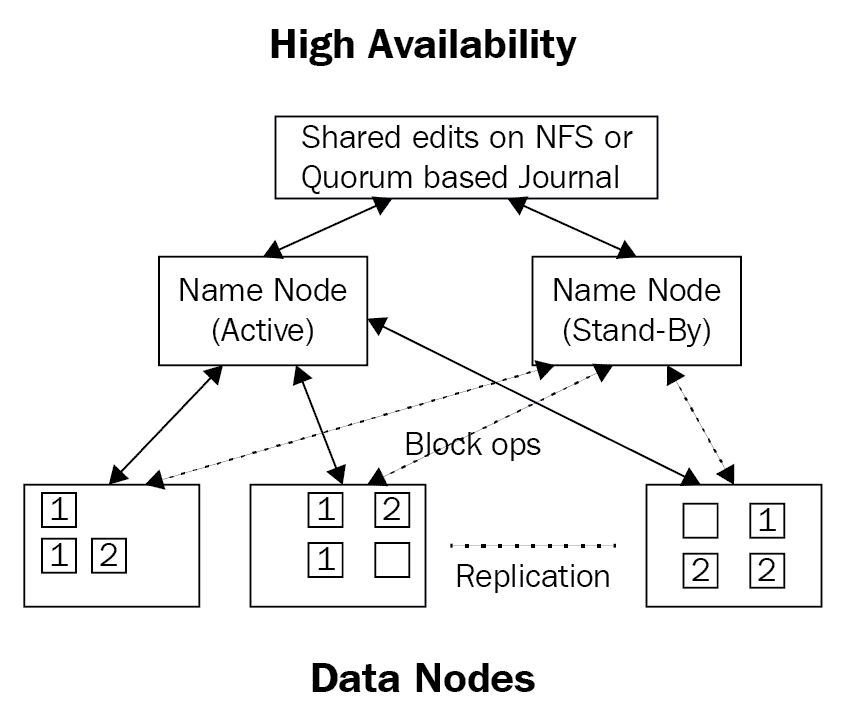 High Availability
Shared edits on NFS or
Quorum based Journal
Name Node
(Active)
Name Node
(Stand-By)
Block ops
1
1 2
1 2
1
1
2 2
Replication
Data Nodes